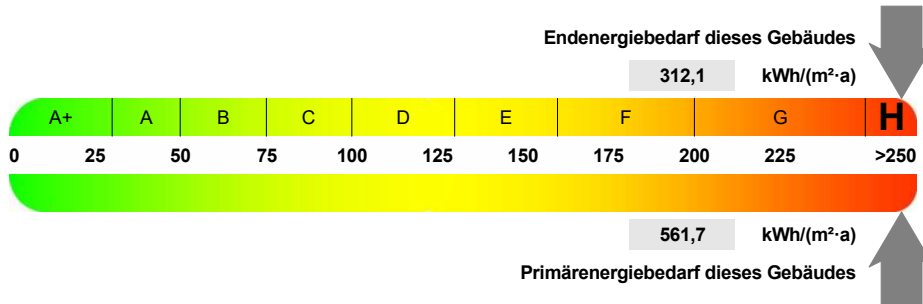 Endenergiebedarf dieses Gebäudes
312,1 kWh/(m²·a)
A+ A B C D E F G H
0 25 50 75 100 125 150 175 200 225 >250
561,7 kWh/(m²·a)
Primärenergiebedarf dieses Gebäudes